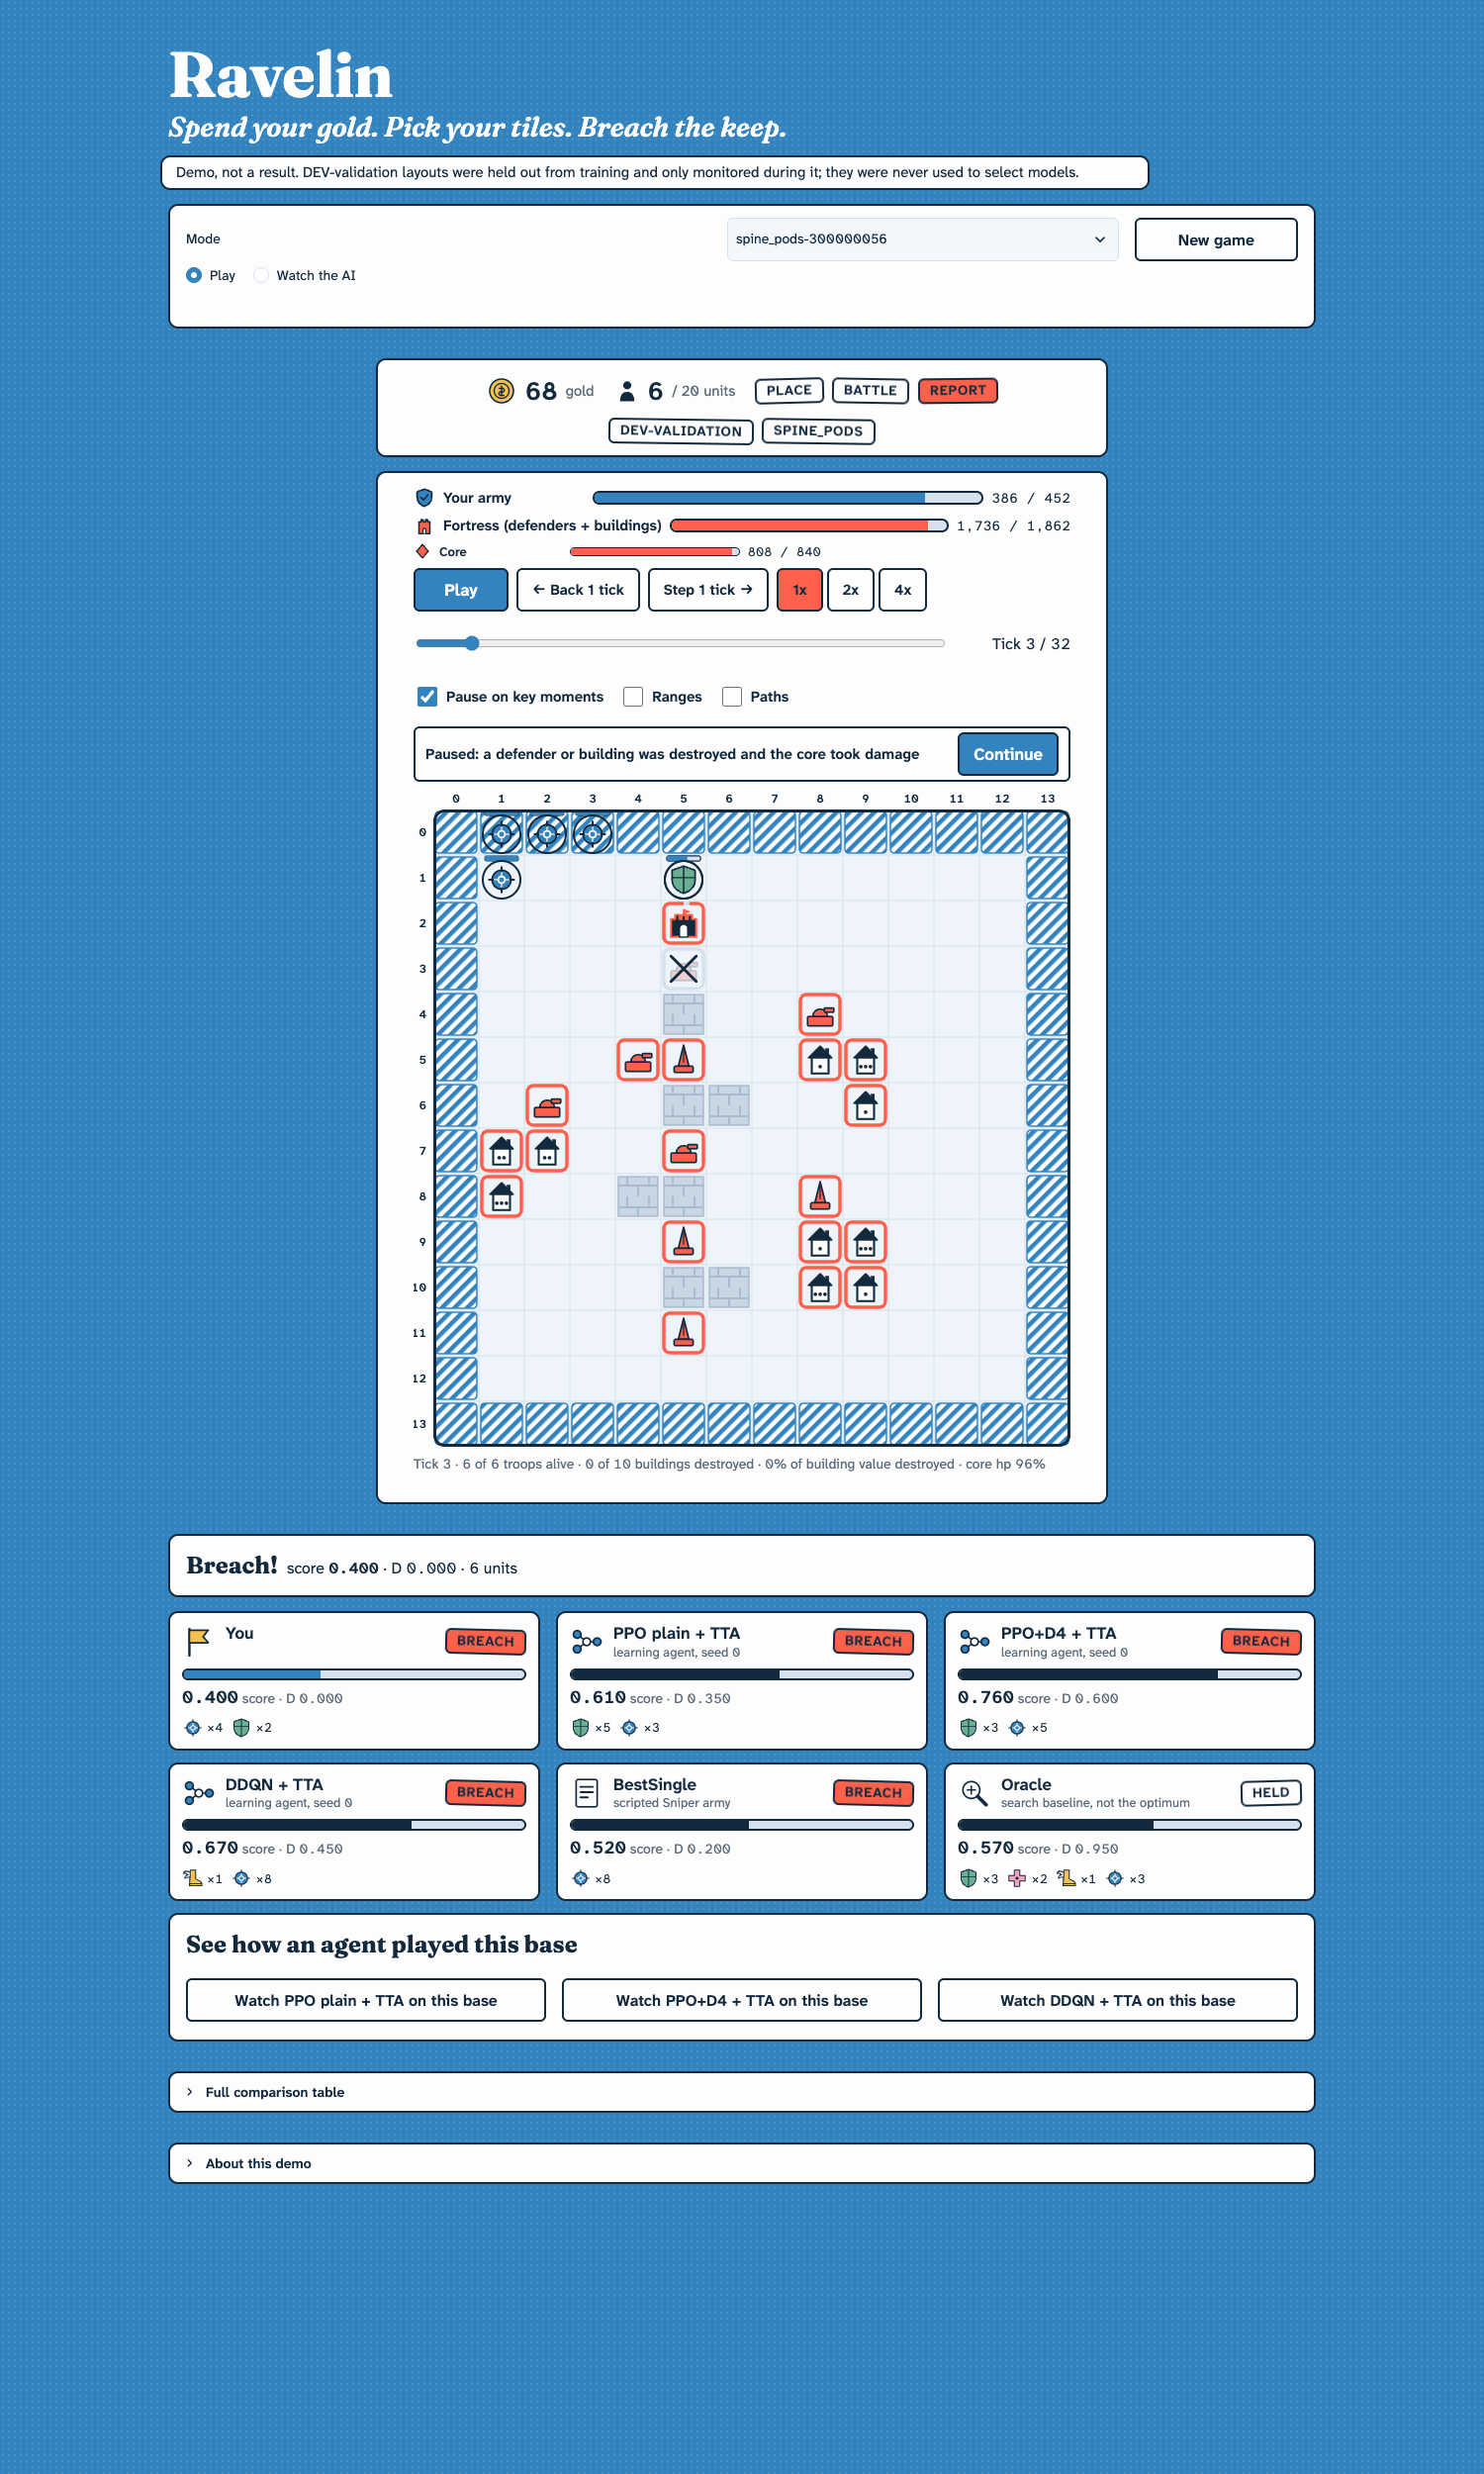 Ravelin
Spend your gold. Pick your tiles. Breach the keep.
Demo, not a result. DEV-validation layouts were held out from training and only monitored during it; they were never used to select models.
Mode
spine_pods-300000056
New game
Play
Watch the AI
68 gold
6 / 20 units
PLACE
BATTLE
REPORT
DEV-VALIDATION
SPINE_PODS
Your army
386 / 452
Fortress (defenders + buildings)
1,736 / 1,862
Core
808 / 840
Play
← Back 1 tick
Step 1 tick →
1x
2x
4x
Tick 3 / 32
Pause on key moments
Ranges
Paths
Paused: a defender or building was destroyed and the core took damage
Continue
0 1 2 3 4 5 6 7 8 9 10 11 12 13
0
1
2
3
4
5
6
7
8
9
10
11
12
13
Tick 3 · 6 of 6 troops alive · 0 of 10 buildings destroyed · 0% of building value destroyed · core hp 96%
Breach! score 0.400 · D 0.000 · 6 units
You
BREACH
0.400 score · D 0.000
×4 ×2
PPO plain + TTA
learning agent, seed 0
BREACH
0.610 score · D 0.350
×5 ×3
PPO+D4 + TTA
learning agent, seed 0
BREACH
0.760 score · D 0.600
×3 ×5
DDQN + TTA
learning agent, seed 0
BREACH
0.670 score · D 0.450
×1 ×8
BestSingle
scripted Sniper army
BREACH
0.520 score · D 0.200
×8
Oracle
search baseline, not the optimum
HELD
0.570 score · D 0.950
×3 ×2 ×1 ×3
See how an agent played this base
Watch PPO plain + TTA on this base
Watch PPO+D4 + TTA on this base
Watch DDQN + TTA on this base
Full comparison table
About this demo